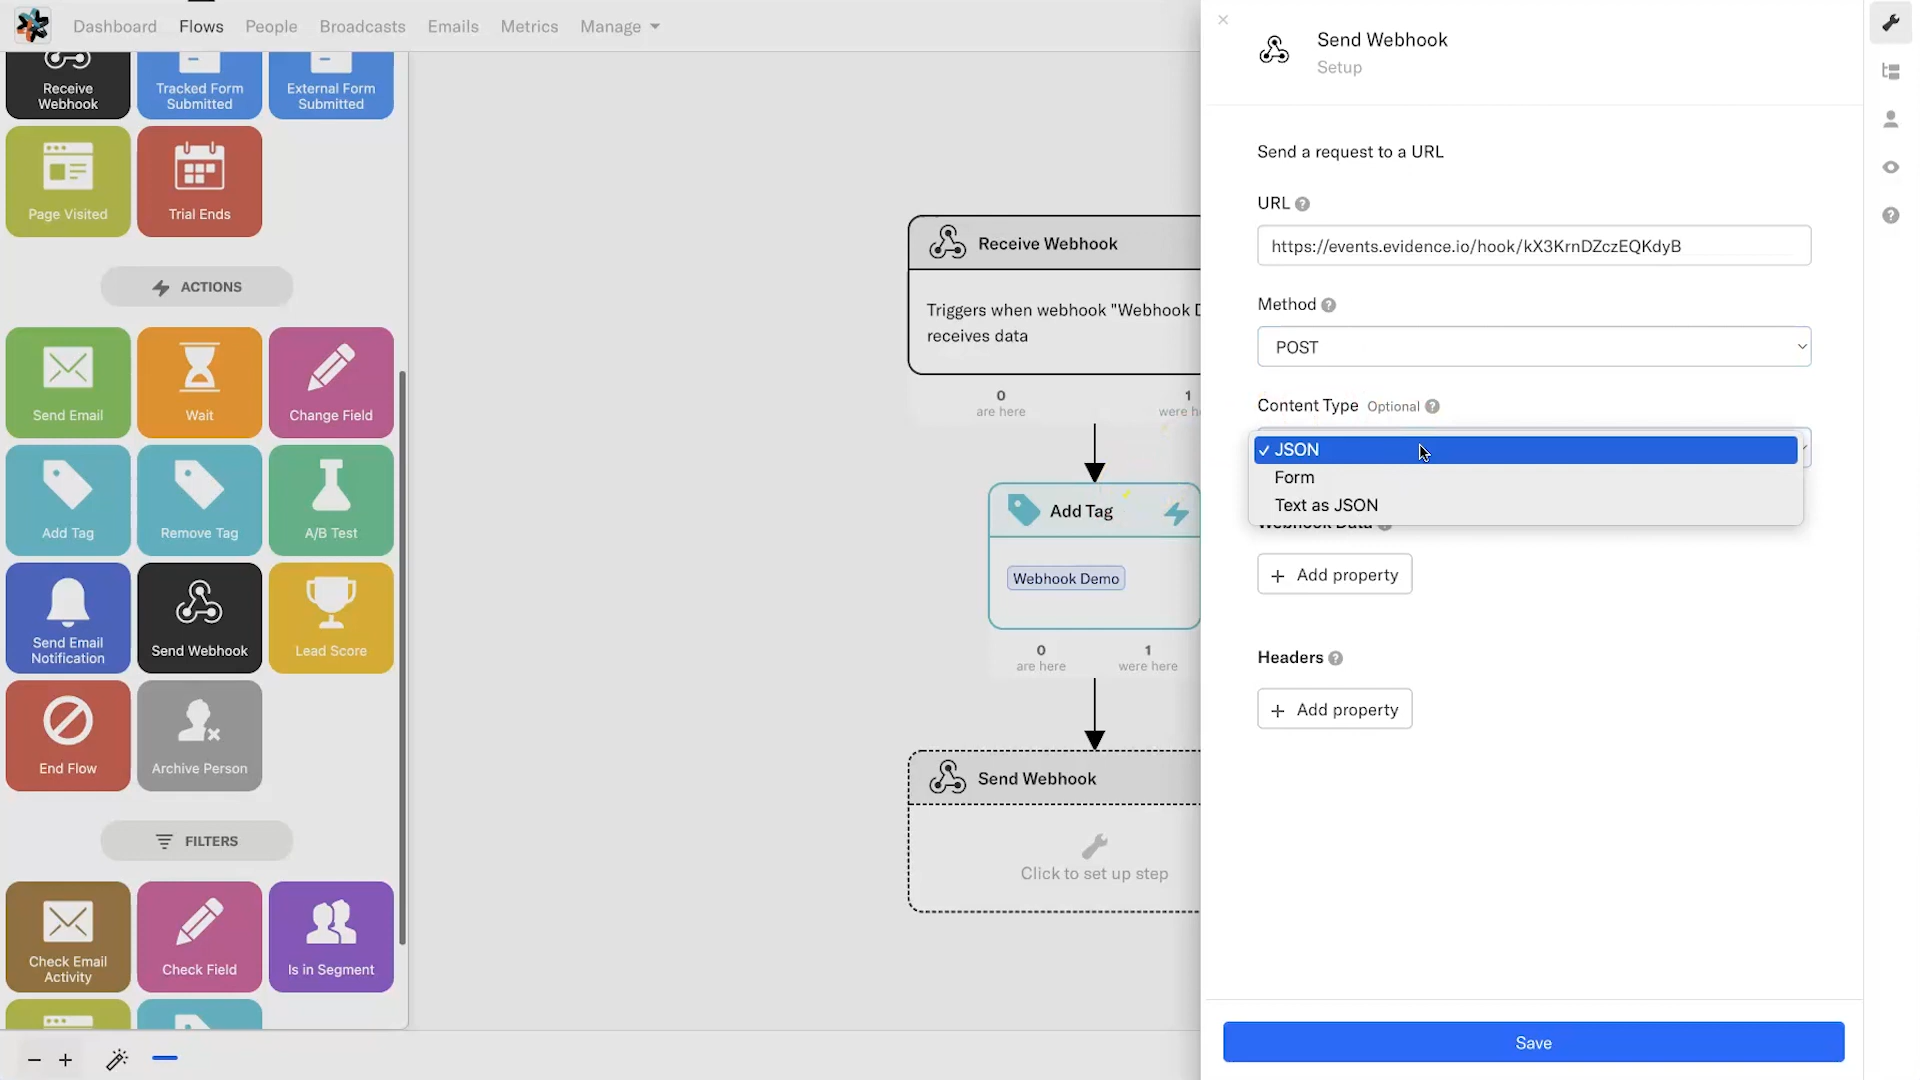 Dashboard
Flows
People
Broadcasts
Emails
Metrics
Manage
Receive
Webhook
Tracked Form
Submitted
External Form
Submitted
Page Visited
Trial Ends
ACTIONS
Send Email
Wait
Change Field
Add Tag
Remove Tag
A/B Test
Send Email
Notification
Send Webhook
Lead Score
End Flow
Archive Person
FILTERS
Check Email
Activity
Check Field
Is in Segment
Receive Webhook
Triggers when webhook "Webhook D
receives data
0
are here
1
were h
Add Tag
Webhook Demo
0
are here
1
were here
Send Webhook
Click to set up step
Send Webhook
Setup
Send a request to a URL
URL
https://events.evidence.io/hook/kX3KrnDZczEQKdyB
Method
POST
Content Type Optional
JSON
Form
Text as JSON
Webhook Data
+ Add property
Headers
+ Add property
Save